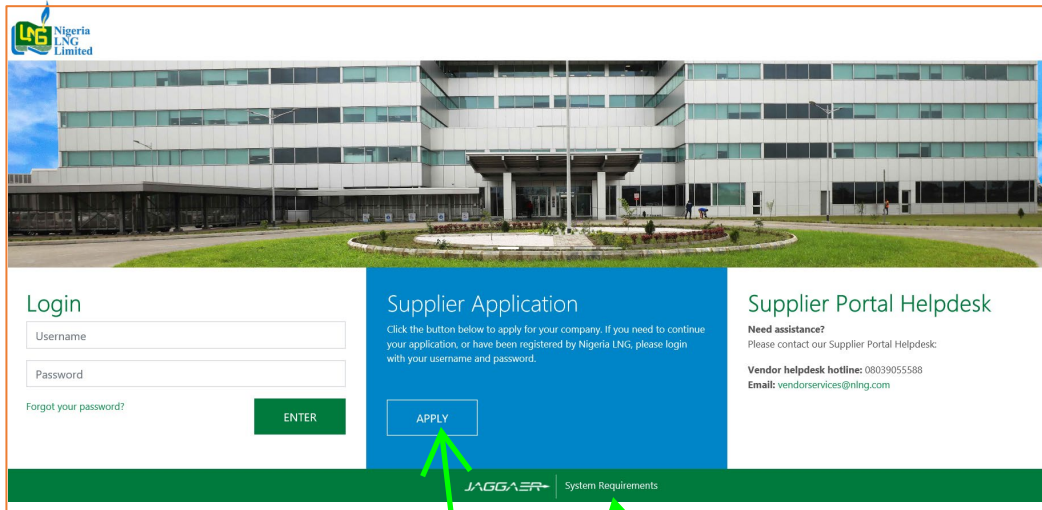 LNG
Nigeria
LNG
Limited
Login
Username
Password
Forgot your password?
ENTER
Supplier Application
Click the button below to apply for your company. If you need to continue
your application, or have been registered by Nigeria LNG, please login
with your username and password.
APPLY
Supplier Portal Helpdesk
Need assistance?
Please contact our Supplier Portal Helpdesk:
Vendor helpdesk hotline: 08039055588
Email: vendorservices@nlng.com
JAGGAER
System Requirements